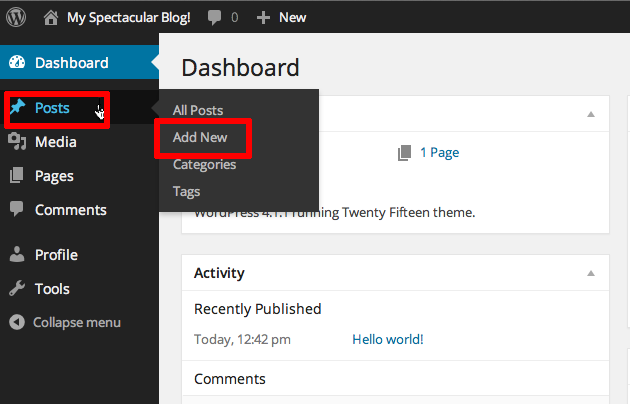 My Spectacular Blog! 0 New
Dashboard
Posts
Media
Pages
Comments
Profile
Tools
Collapse menu
All Posts
Add New
Categories
Tags
Dashboard
1 Page
WordPress 4.1.1 running Twenty Fifteen theme.
Activity
Recently Published
Today, 12:42 pm Hello world!
Comments